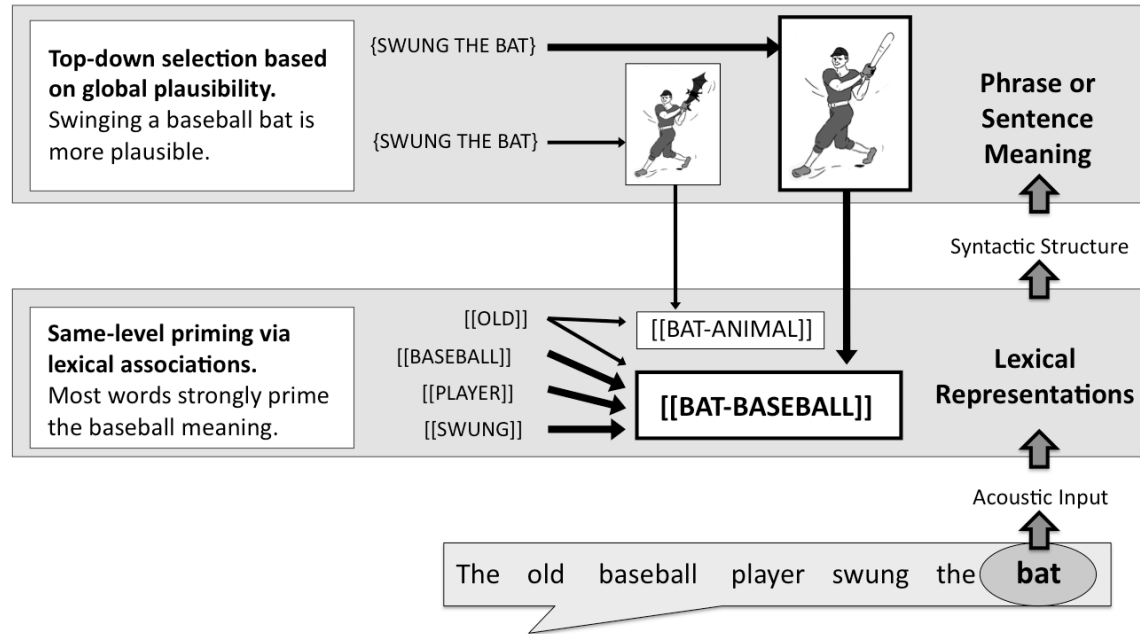 Top-down selection based
on global plausibility.
Swinging a baseball bat is
more plausible.
{SWUNG THE BAT}
{SWUNG THE BAT}
Phrase or
Sentence
Meaning
Syntactic Structure
Same-level priming via
lexical associations.
Most words strongly prime
the baseball meaning.
[[OLD]]
[[BASEBALL]]
[[PLAYER]]
[[SWUNG]]
[[BAT-ANIMAL]]
[[BAT-BASEBALL]]
Lexical
Representations
Acoustic Input
The old baseball player swung the bat